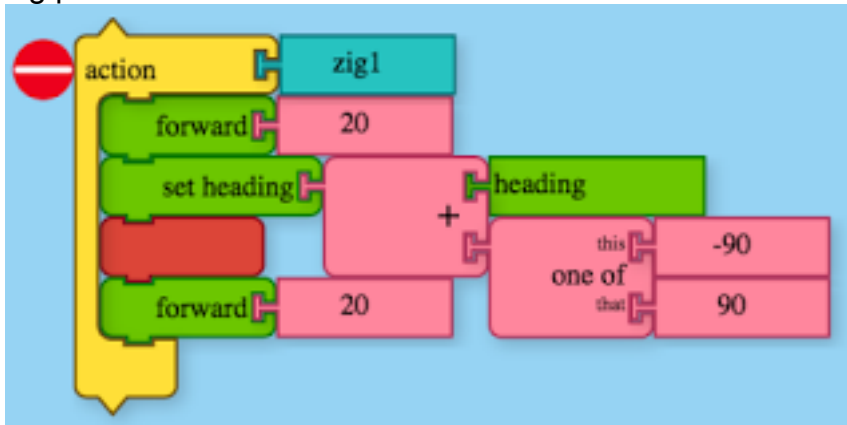 action zig1
forward 20
set heading + heading
this -90
one of
that 90
forward 20